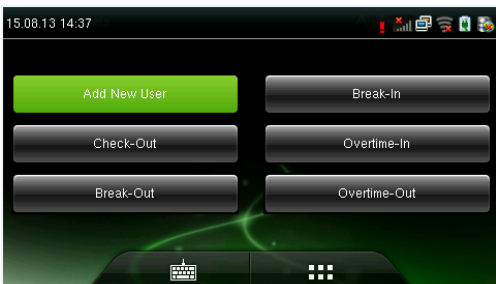 15.08.13 14:37
Add New User
Break-In
Check-Out
Overtime-In
Break-Out
Overtime-Out